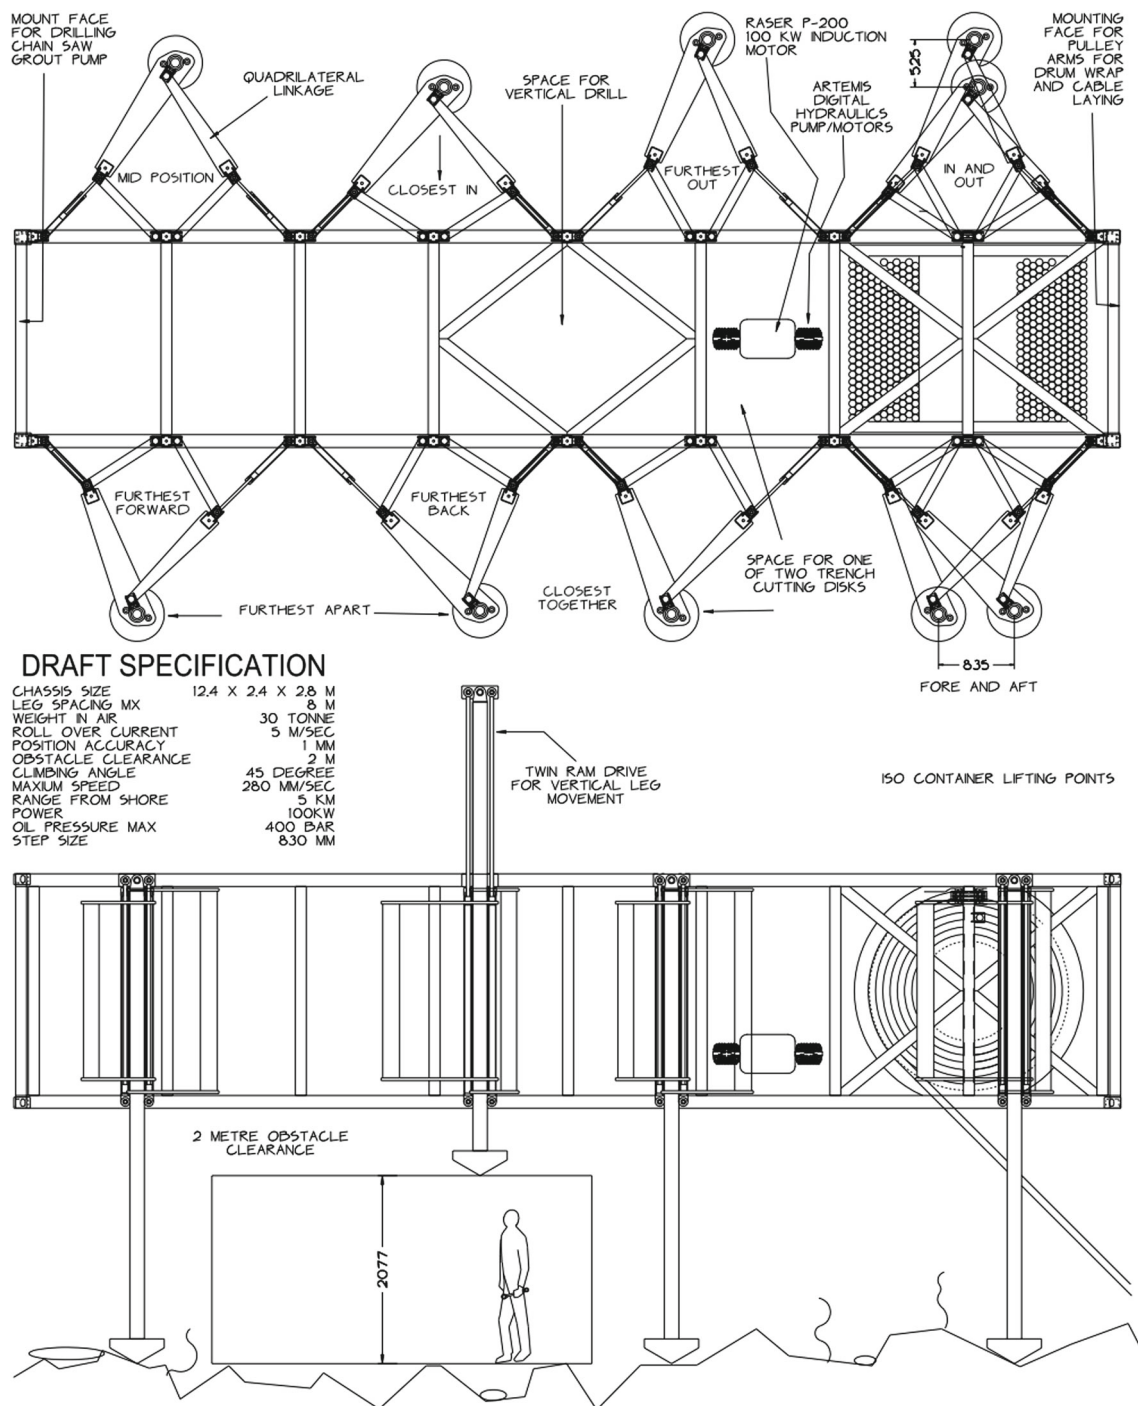 MOUNT FACE
FOR DRILLING
CHAIN SAW
GROUT PUMP
QUADRILATERAL
LINKAGE
SPACE FOR
VERTICAL DRILL
RASER P-200
100 KW INDUCTION
MOTOR
ARTEMIS
DIGITAL
HYDRAULICS
PUMP/MOTORS
525
MOUNTING
FACE FOR
PULLEY
ARMS FOR
DRUM WRAP
AND CABLE
LAYING
MID POSITION
CLOSEST IN
FURTHEST
OUT
IN AND
OUT
FURTHEST
FORWARD
FURTHEST
BACK
FURTHEST APART
CLOSEST
TOGETHER
SPACE FOR ONE
OF TWO TRENCH
CUTTING DISKS
835
FORE AND AFT
DRAFT SPECIFICATION
CHASSIS SIZE 12.4 X 2.4 X 2.8 M
LEG SPACING MX 8 M
WEIGHT IN AIR 30 TONNE
ROLL OVER CURRENT 5 M/SEC
POSITION ACCURACY 1 MM
OBSTACLE CLEARANCE 2 M
CLIMBING ANGLE 45 DEGREE
MAXIUM SPEED 280 MM/SEC
RANGE FROM SHORE 5 KM
POWER 100KW
OIL PRESSURE MAX 400 BAR
STEP SIZE 830 MM
TWIN RAM DRIVE
FOR VERTICAL LEG
MOVEMENT
ISO CONTAINER LIFTING POINTS
2 METRE OBSTACLE
CLEARANCE
2077